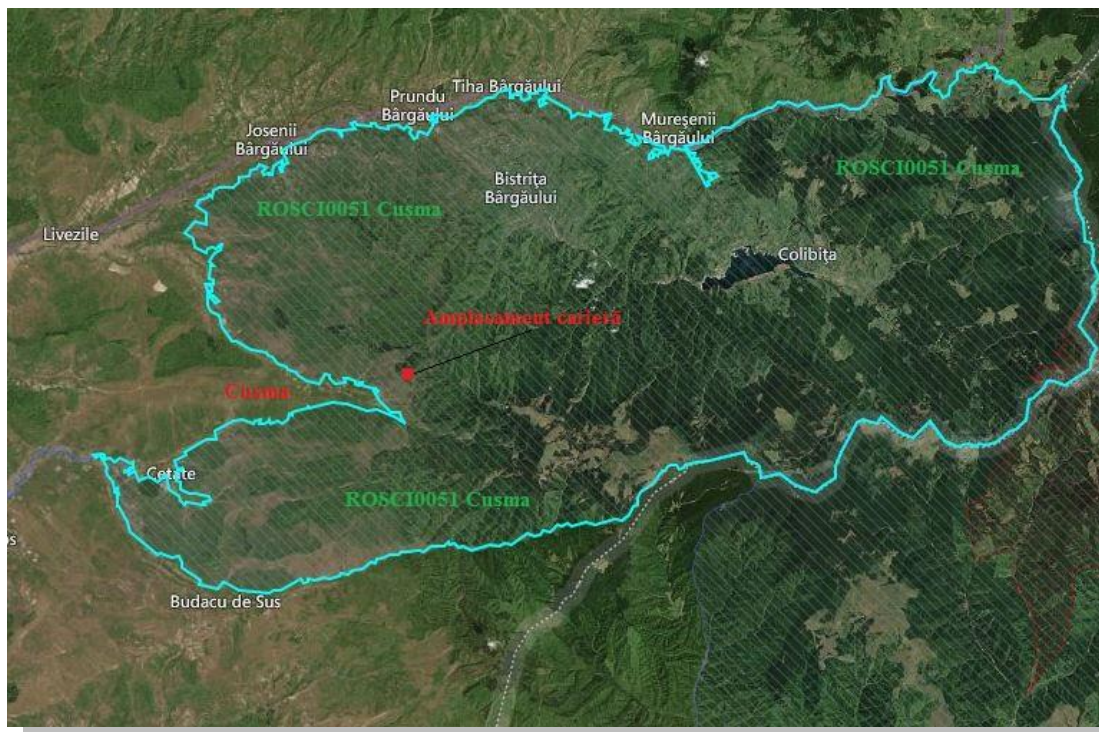 Tiha Bârgăului
Prundu
Bârgăului
Mureșenii
Bârgăului
Josenii
Bârgăului
ROSCI0051 Cusma
Bistrița
Bârgăului
ROSCI0051 Cusma
Livezile
Colibița
Amplasament carieră
Cușma
Cetate
ROSCI0051 Cusma
Budacu de Sus